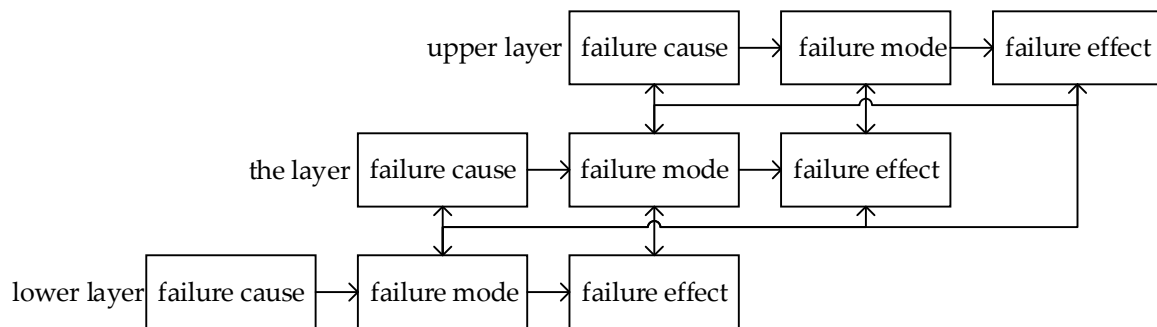 upper layer failure cause failure mode failure effect
the layer failure cause failure mode failure effect
lower layer failure cause failure mode failure effect